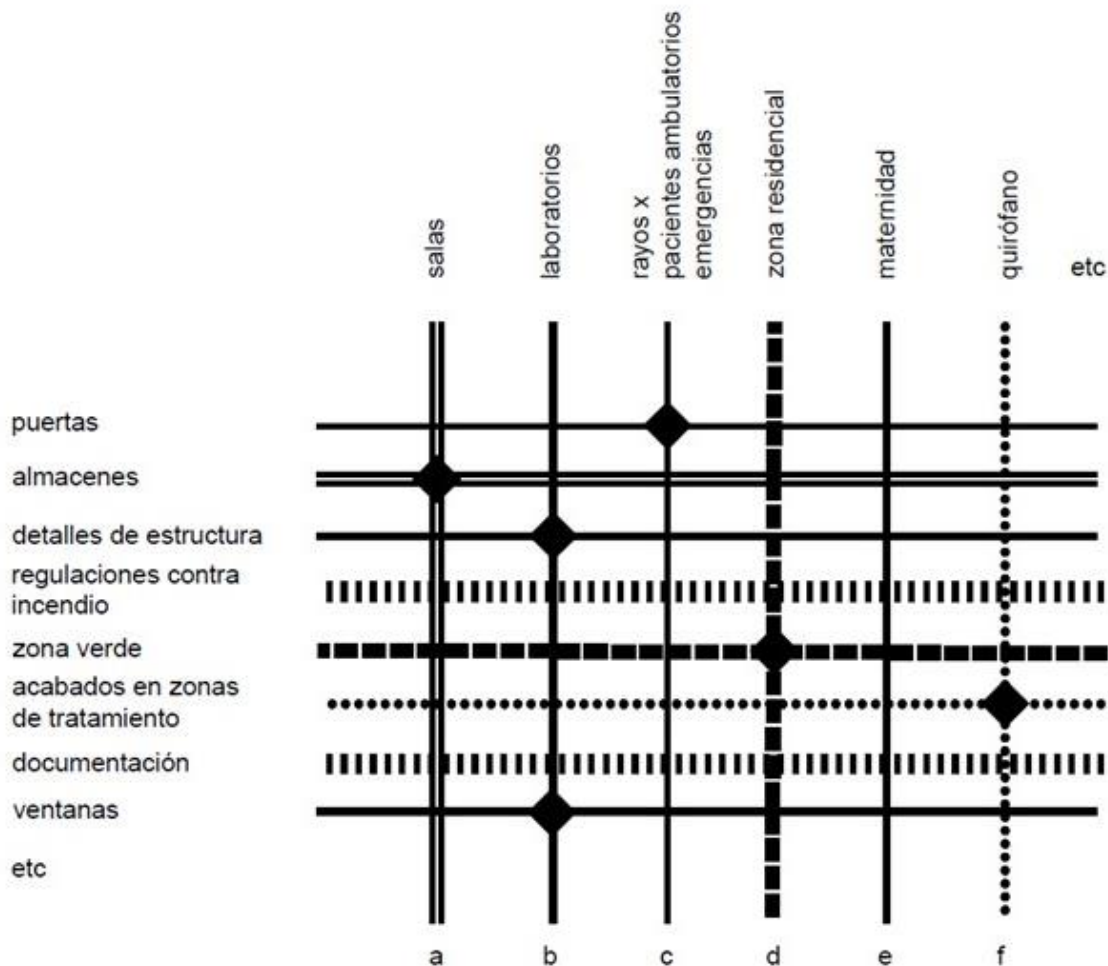 salas
laboratorios
rayos x
pacientes ambulatorios
emergencias
zona residencial
maternidad
quirófano
etc
puertas
almacenes
detalles de estructura
regulaciones contra
incendio
zona verde
acabados en zonas
de tratamiento
documentación
ventanas
etc
a b c d e f